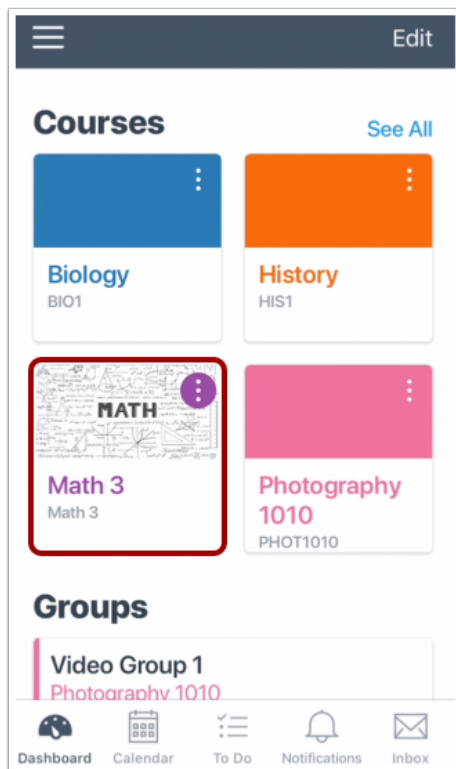 Edit
Courses
See All
Biology
BIO1
History
HIS1
MATH
Math 3
Math 3
Photography
1010
PHOT1010
Groups
Video Group 1
Photography 1010
Dashboard
Calendar
To Do
Notifications
Inbox